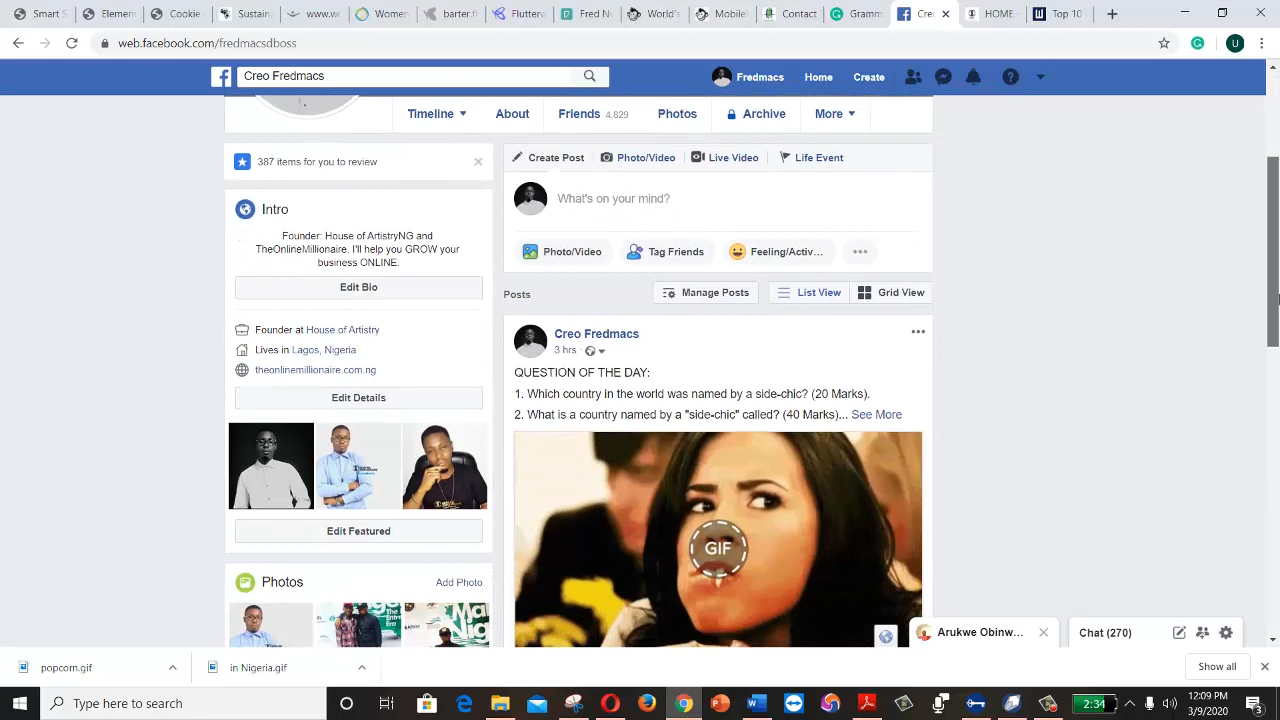 Smart S
Elemen
Cookie
www.wo
Women
barter.f
Flutterv
Fred Nv
World's
Mobilel
Contact
Gramm
Cre
HOME
Top 10
web.facebook.com/fredmacsdboss
U
Creo Fredmacs
Fredmacs
Home
Create
Timeline
About
Friends 4,829
Photos
Archive
More
387 items for you to review
Create Post
Photo/Video
Live Video
Life Event
What's on your mind?
Intro
Founder: House of ArtistryNG and
TheOnlineMillionaire. I'll help you GROW your
business ONLINE.
Edit Bio
Photo/Video
Tag Friends
Feeling/Activ...
Posts
Manage Posts
List View
Grid View
Founder at House of Artistry
Lives in Lagos, Nigeria
theonlinemillionaire.com.ng
Edit Details
Creo Fredmacs
3 hrs
QUESTION OF THE DAY:
1. Which country in the world was named by a side-chic? (20 Marks).
2. What is a country named by a "side-chic" called? (40 Marks)... See More
GIF
Edit Featured
Photos
Add Photo
Arukwe Obinw...
Chat (270)
popcom.gif
in Nigeria.gif
Show all
Type here to search
2:34
12:09 PM
3/9/2020
3